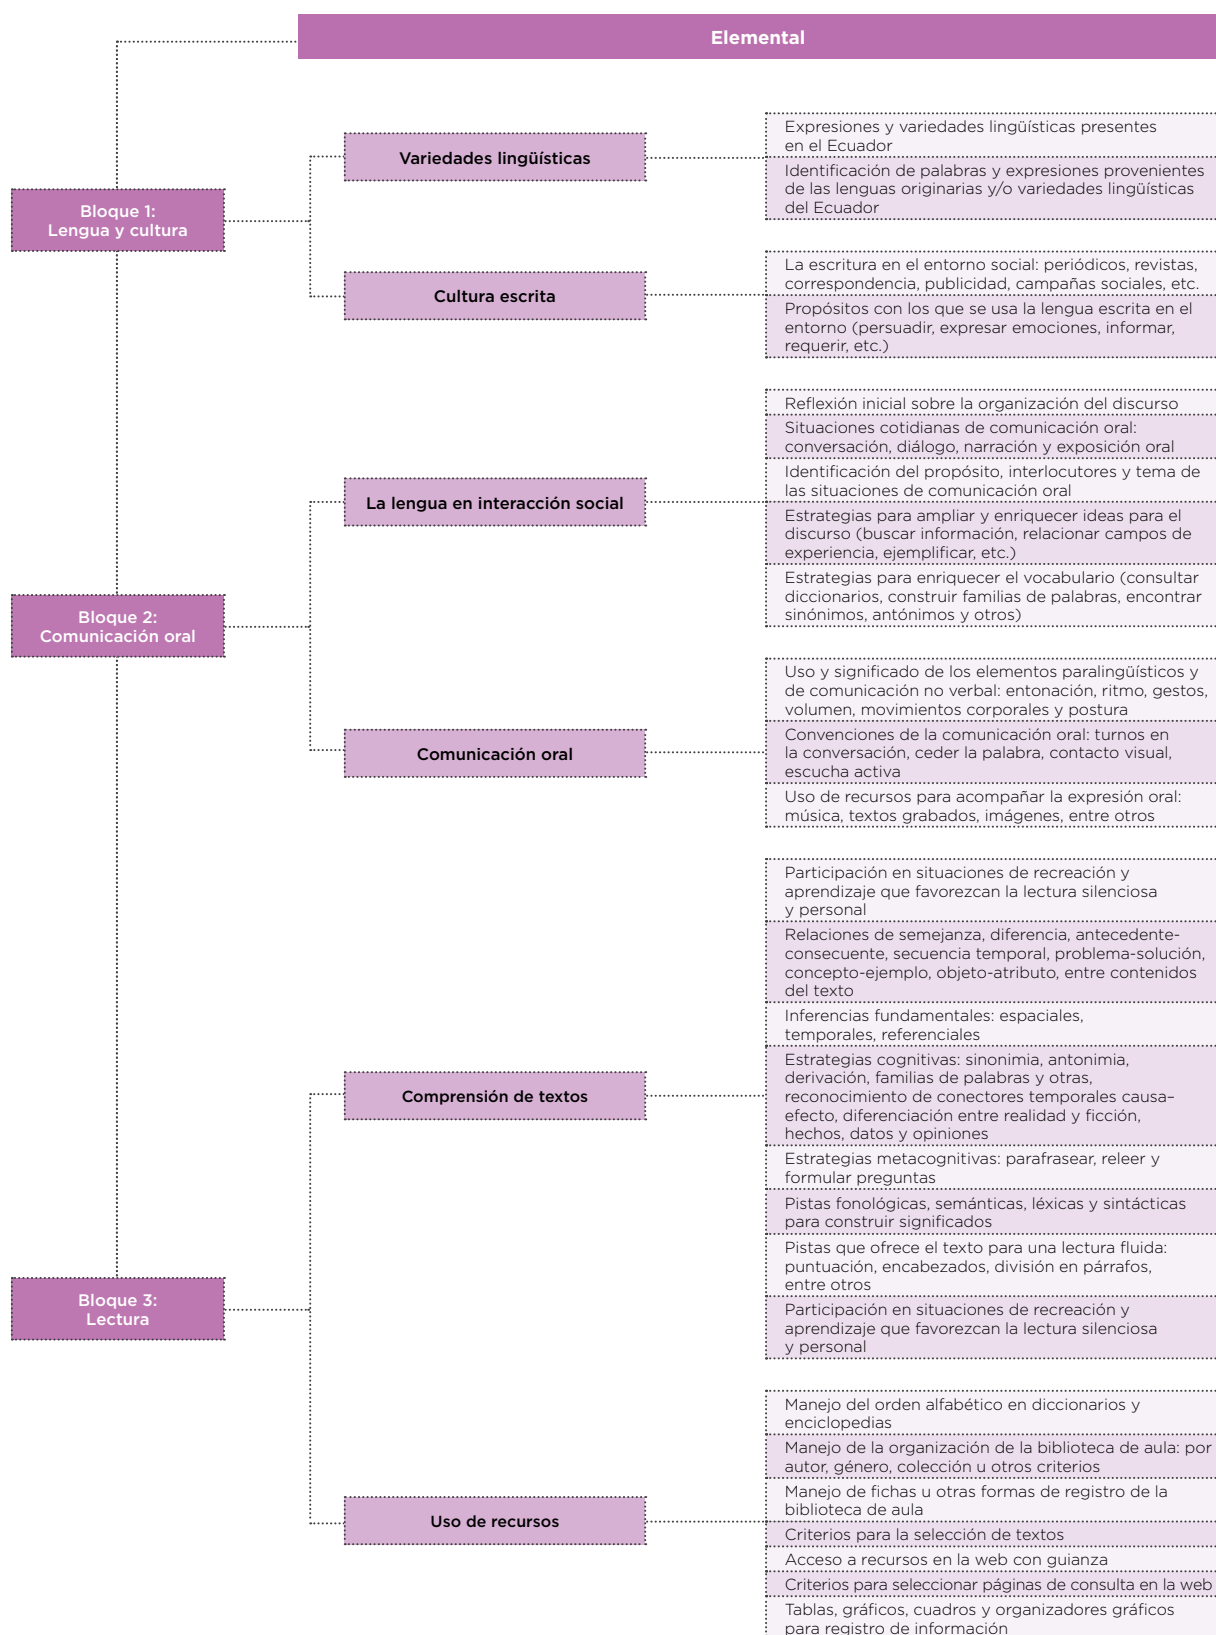 Elemental
Bloque 1:
Lengua y cultura
Variedades lingüísticas
Expresiones y variedades lingüísticas presentes
en el Ecuador
Identificación de palabras y expresiones provenientes
de las lenguas originarias y/o variedades lingüísticas
del Ecuador
Cultura escrita
La escritura en el entorno social: periódicos, revistas,
correspondencia, publicidad, campañas sociales, etc.
Propósitos con los que se usa la lengua escrita en el
entorno (persuadir, expresar emociones, informar,
requerir, etc.)
Bloque 2:
Comunicación oral
La lengua en interacción social
Reflexión inicial sobre la organización del discurso
Situaciones cotidianas de comunicación oral:
conversación, diálogo, narración y exposición oral
Identificación del propósito, interlocutores y tema de
las situaciones de comunicación oral
Estrategias para ampliar y enriquecer ideas para el
discurso (buscar información, relacionar campos de
experiencia, ejemplificar, etc.)
Estrategias para enriquecer el vocabulario (consultar
diccionarios, construir familias de palabras, encontrar
sinónimos, antónimos y otros)
Comunicación oral
Uso y significado de los elementos paralingüísticos y
de comunicación no verbal: entonación, ritmo, gestos,
volumen, movimientos corporales y postura
Convenciones de la comunicación oral: turnos en
la conversación, ceder la palabra, contacto visual,
escucha activa
Uso de recursos para acompañar la expresión oral:
música, textos grabados, imágenes, entre otros
Bloque 3:
Lectura
Comprensión de textos
Participación en situaciones de recreación y
aprendizaje que favorezcan la lectura silenciosa
y personal
Relaciones de semejanza, diferencia, antecedente-
consecuente, secuencia temporal, problema-solución,
concepto-ejemplo, objeto-atributo, entre contenidos
del texto
Inferencias fundamentales: espaciales,
temporales, referenciales
Estrategias cognitivas: sinonimia, antonimia,
derivación, familias de palabras y otras,
reconocimiento de conectores temporales causa–
efecto, diferenciación entre realidad y ficción,
hechos, datos y opiniones
Estrategias metacognitivas: parafrasear, releer y
formular preguntas
Pistas fonológicas, semánticas, léxicas y sintácticas
para construir significados
Pistas que ofrece el texto para una lectura fluida:
puntuación, encabezados, división en párrafos,
entre otros
Participación en situaciones de recreación y
aprendizaje que favorezcan la lectura silenciosa
y personal
Uso de recursos
Manejo del orden alfabético en diccionarios y
enciclopedias
Manejo de la organización de la biblioteca de aula: por
autor, género, colección u otros criterios
Manejo de fichas u otras formas de registro de la
biblioteca de aula
Criterios para la selección de textos
Acceso a recursos en la web con guianza
Criterios para seleccionar páginas de consulta en la web
Tablas, gráficos, cuadros y organizadores gráficos
para registro de información